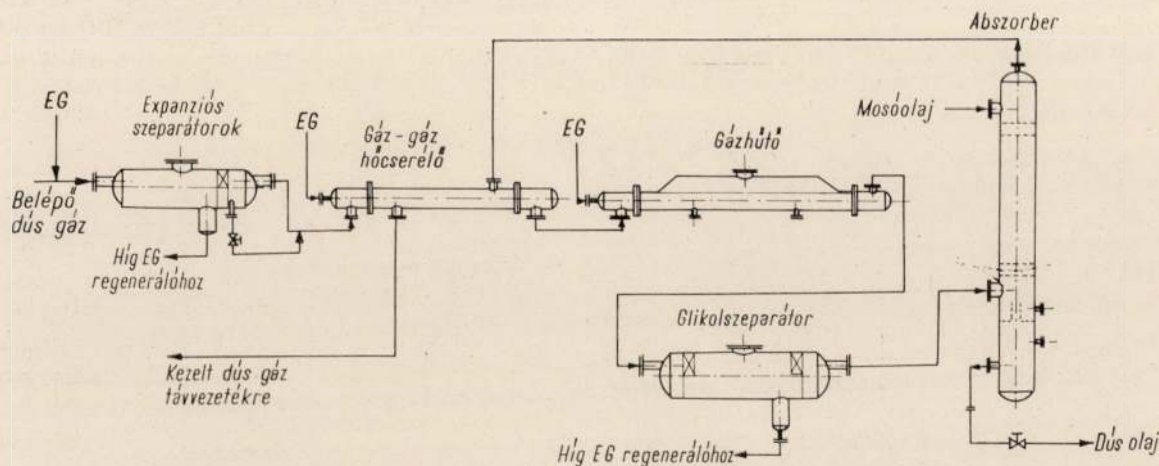 Abszorber
EG
Expanziós
szeparátorok
EG
Gáz-gáz
hőcserélő
EG
Gázhűtő
Mosóolaj
Belépő
dús gáz
Híg EG
regenerálóhoz
Glikolszeparátor
Kezelt dús gáz
távvezetékre
Híg EG regenerálóhoz
Dús olaj